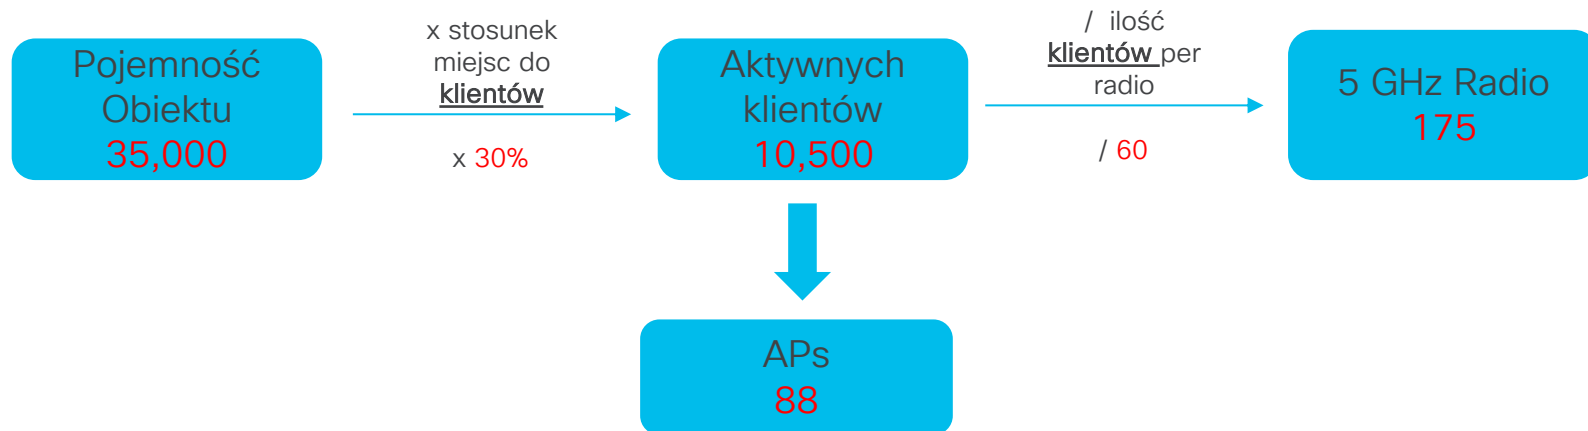 Pojemność
Obiektu
35,000
x stosunek
miejsc do
klientów
x 30%
Aktywnych
klientów
10,500
/ ilość
klientów per
radio
/ 60
5 GHz Radio
175
APs
88